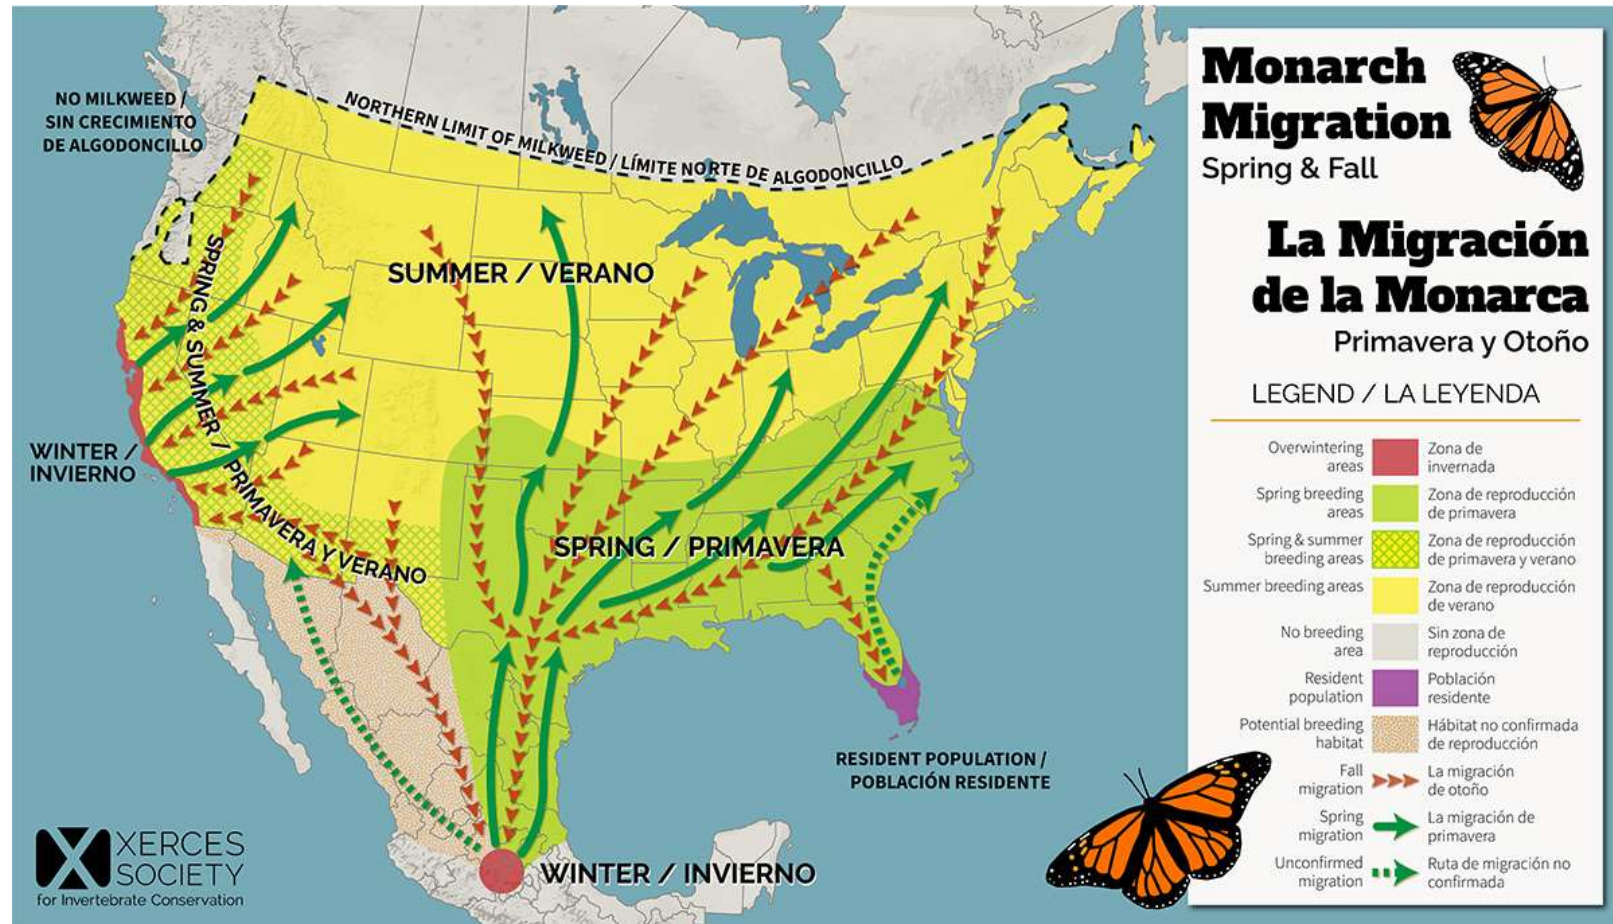 NO MILKWEED /
SIN CRECIMIENTO
DE ALGODONCILLO
NORTHERN LIMIT OF MILKWEED / LÍMITE NORTE DE ALGODONCILLO
SUMMER / VERANO
SPRING & SUMMER / PRIMAVERA Y VERANO
WINTER /
INVIERNO
SPRING / PRIMAVERA
RESIDENT POPULATION /
POBLACIÓN RESIDENTE
WINTER / INVIERNO
XERCES
SOCIETY
for Invertebrate Conservation
Monarch
Migration
Spring & Fall
La Migración
de la Monarca
Primavera y Otoño
LEGEND / LA LEYENDA
Overwintering
areas
Zona de
invernada
Spring breeding
areas
Zona de reproducción
de primavera
Spring & summer
breeding areas
Zona de reproducción
de primavera y verano
Summer breeding areas
Zona de reproducción
de verano
No breeding
area
Sin zona de
reproducción
Resident
population
Población
residente
Potential breeding
habitat
Hábitat no confirmada
de reproducción
Fall
migration
La migración
de otoño
Spring
migration
La migración de
primavera
Unconfirmed
migration
Ruta de migración no
confirmada